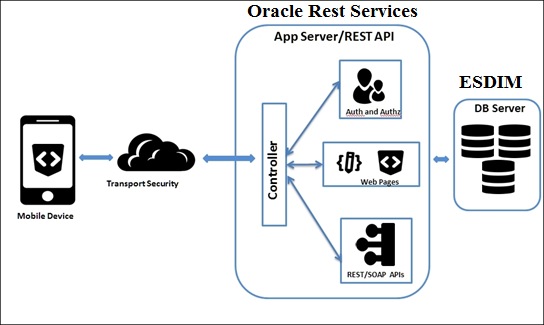 Oracle Rest Services
App Server/REST API
ESDIM
DB Server
Auth and Authz
Controller
Web Pages
Transport Security
Mobile Device
REST/SOAP APIs